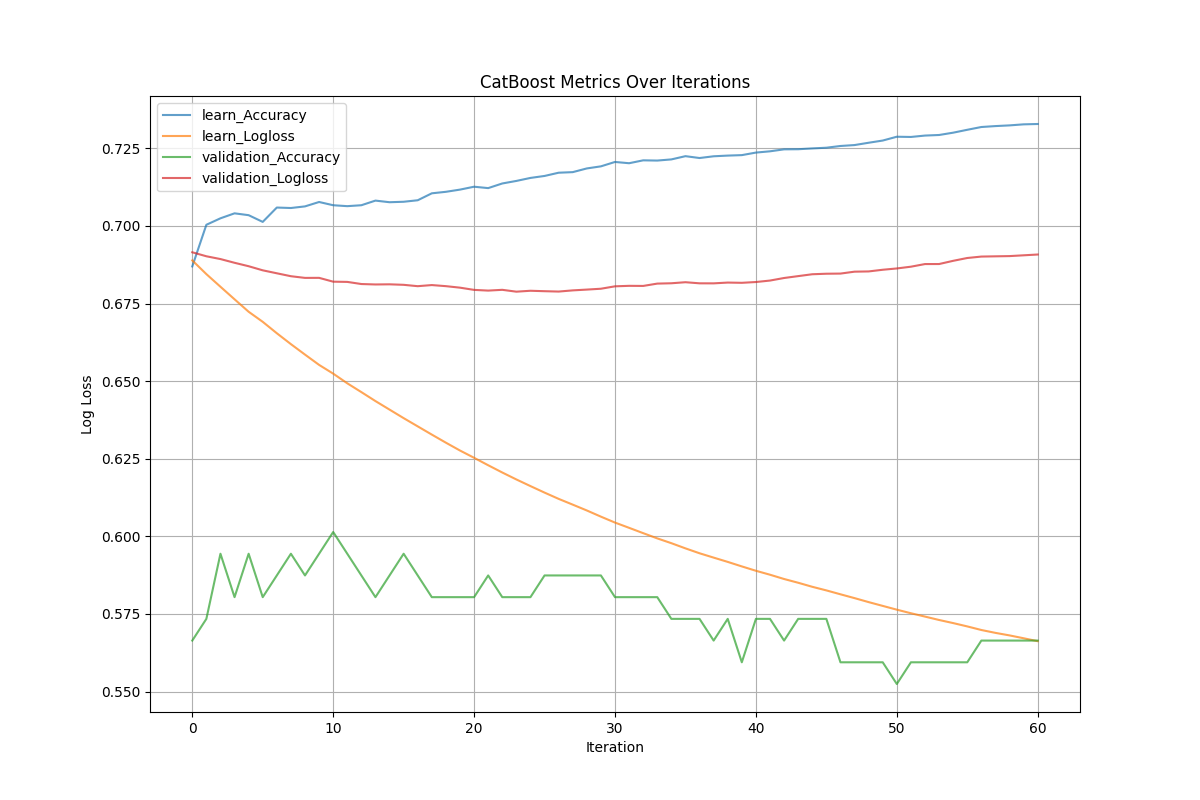 CatBoost Metrics Over Iterations
learn_Accuracy
learn_Logloss
validation_Accuracy
validation_Logloss
0.725
0.700
0.675
0.650
0.625
0.600
0.575
0.550
Log Loss
0 10 20 30 40 50 60
Iteration